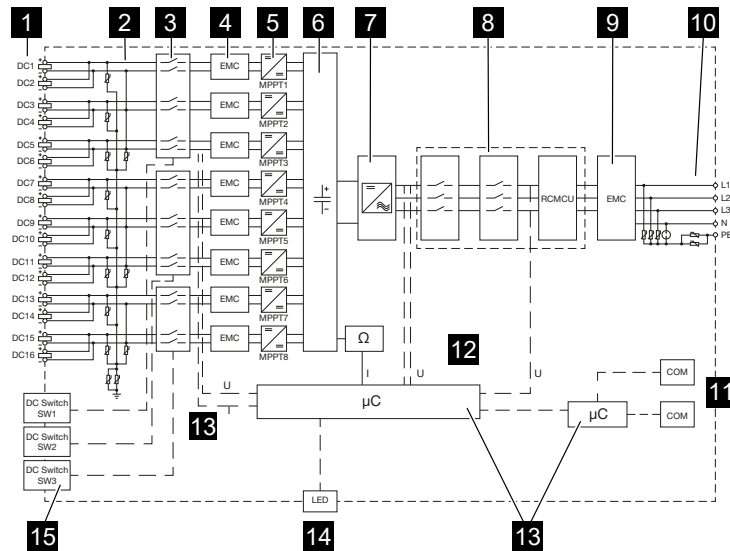 1 2 3 4 5 6 7 8 9 10
DC1
DC2
DC3
DC4
DC5
DC6
DC7
DC8
DC9
DC10
DC11
DC12
DC13
DC14
DC15
DC16
EMC
MPPT1
EMC
MPPT2
EMC
MPPT3
EMC
MPPT4
EMC
MPPT5
EMC
MPPT6
EMC
MPPT7
EMC
MPPT8
RCMCU
EMC
L1
L2
L3
N
PE
Ω
12
U
I
U
U
I
µC
13
µC
COM
COM
11
DC Switch
SW1
DC Switch
SW2
DC Switch
SW3
LED
15 14 13